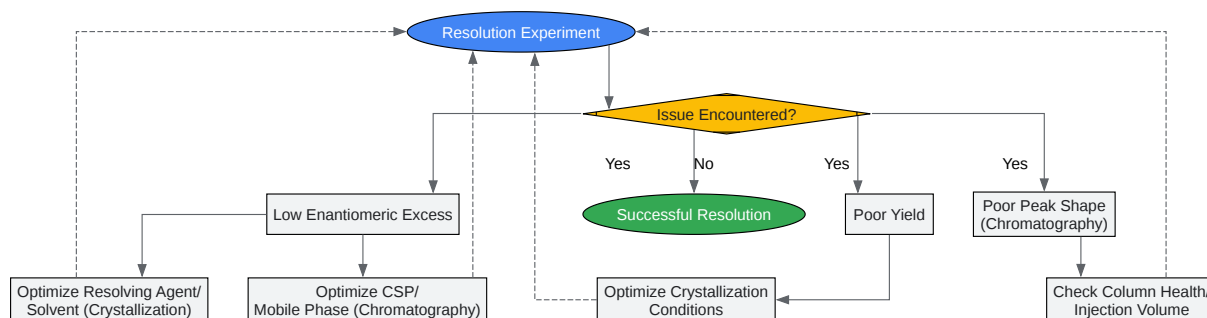 Resolution Experiment
Issue Encountered?
Yes
No
Yes
Yes
Low Enantiomeric Excess
Successful Resolution
Poor Yield
Poor Peak Shape
(Chromatography)
Optimize Resolving Agent/
Solvent (Crystallization)
Optimize CSP/
Mobile Phase (Chromatography)
Optimize Crystallization
Conditions
Check Column Health/
Injection Volume